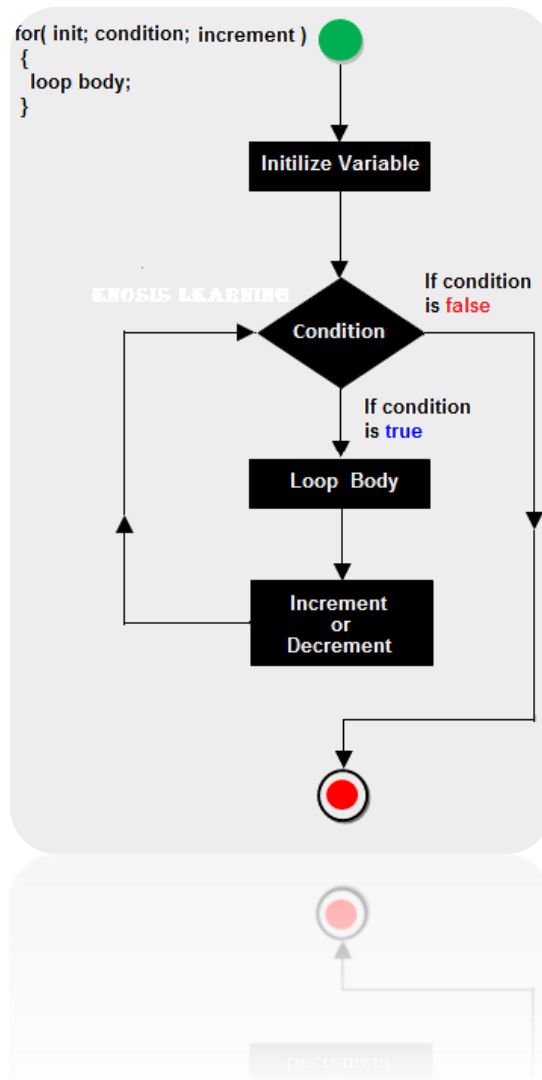 for( init; condition; increment )
{
loop body;
}
Initilize Variable
ENOSIS LEARNING
If condition
is false
Condition
If condition
is true
Loop Body
Increment
or
Decrement